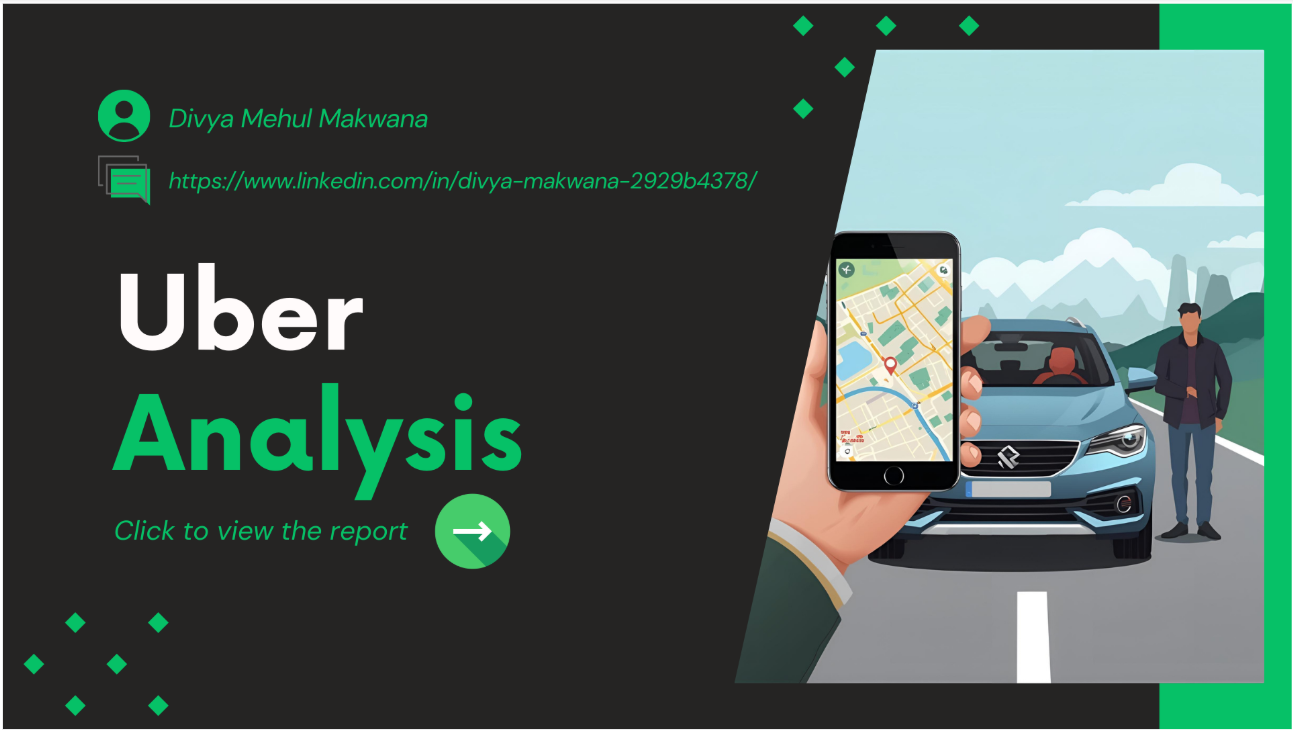 Divya Mehul Makwana
https://www.linkedin.com/in/divya-makwana-2929b4378/
Uber
Analysis
Click to view the report